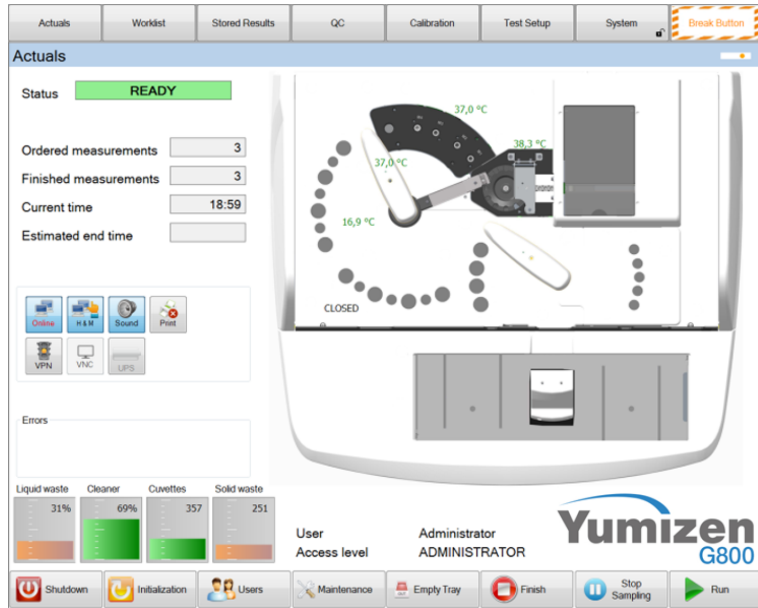 Actuals Worklist Stored Results QC Calibration Test Setup System Break Button
Actuals
Status READY
Ordered measurements 3
Finished measurements 3
Current time 18:59
Estimated end time
37,0 °C
38,3 °C
37,0 °C
16,9 °C
CLOSED
Online H&M Sound Print
VPN VNC UPS
Errors
Liquid waste Cleaner Cuvettes Solid waste
31% 69% 357 251
User Administrator
Access level ADMINISTRATOR
Yumizen
G800
Shutdown Initialization Users Maintenance Empty Tray Finish Stop Sampling Run